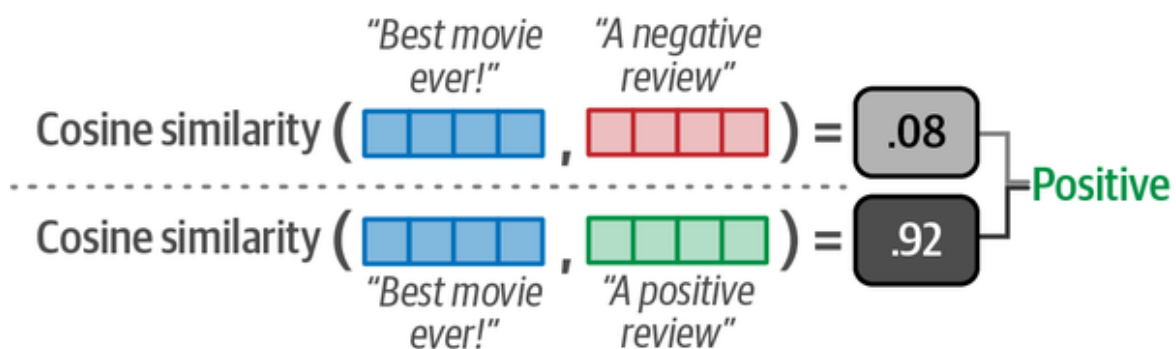 “Best movie
ever!”
“A negative
review”
Cosine similarity ( , ) = .08
Positive
Cosine similarity ( , ) = .92
“Best movie
ever!”
“A positive
review”